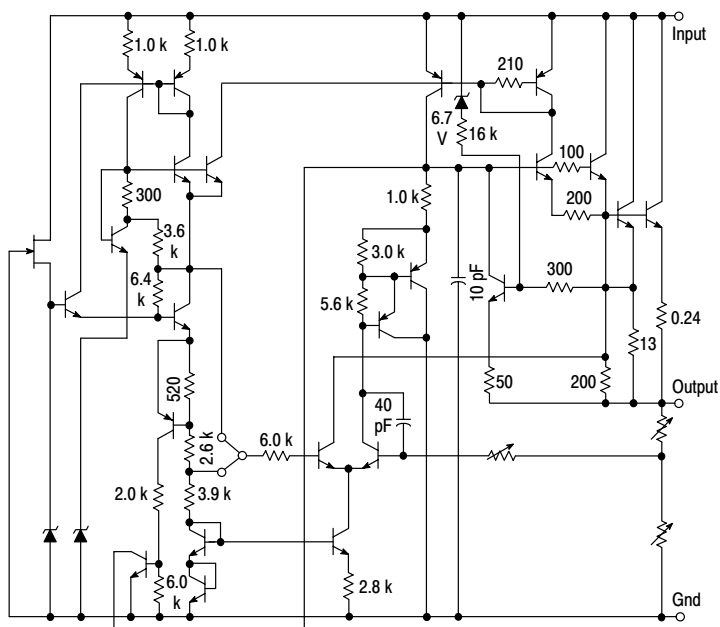 Input
1.0 k
1.0 k
210
6.7
V
16 k
100
1.0 k
300
200
3.6
k
3.0 k
10 pF
300
6.4
k
5.6 k
0.24
13
520
50
200
Output
40
pF
2.6 k
6.0 k
2.0 k
3.9 k
6.0
k
2.8 k
Gnd